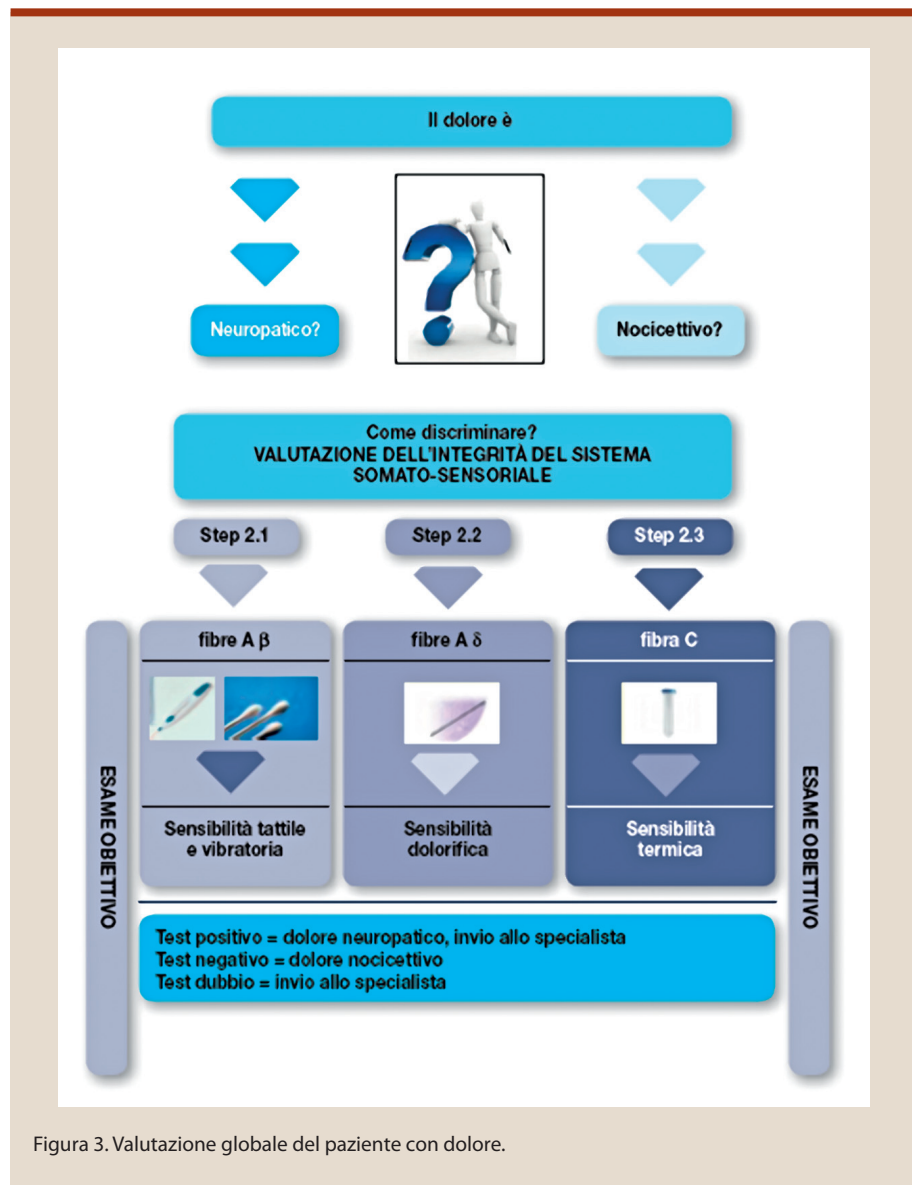 Il dolore è
Neuropatico?
Nocicettivo?
Come discriminare?
VALUTAZIONE DELL'INTEGRITÀ DEL SISTEMA
SOMATO-SENSORIALE
Step 2.1
Step 2.2
Step 2.3
ESAME OBIETTIVO
fibre A β
Sensibilità tattile
e vibratoria
fibre A δ
Sensibilità
dolorifica
fibra C
Sensibilità
termica
ESAME OBIETTIVO
Test positivo = dolore neuropatico, invio allo specialista
Test negativo = dolore nocicettivo
Test dubbio = invio allo specialista
Figura 3. Valutazione globale del paziente con dolore.